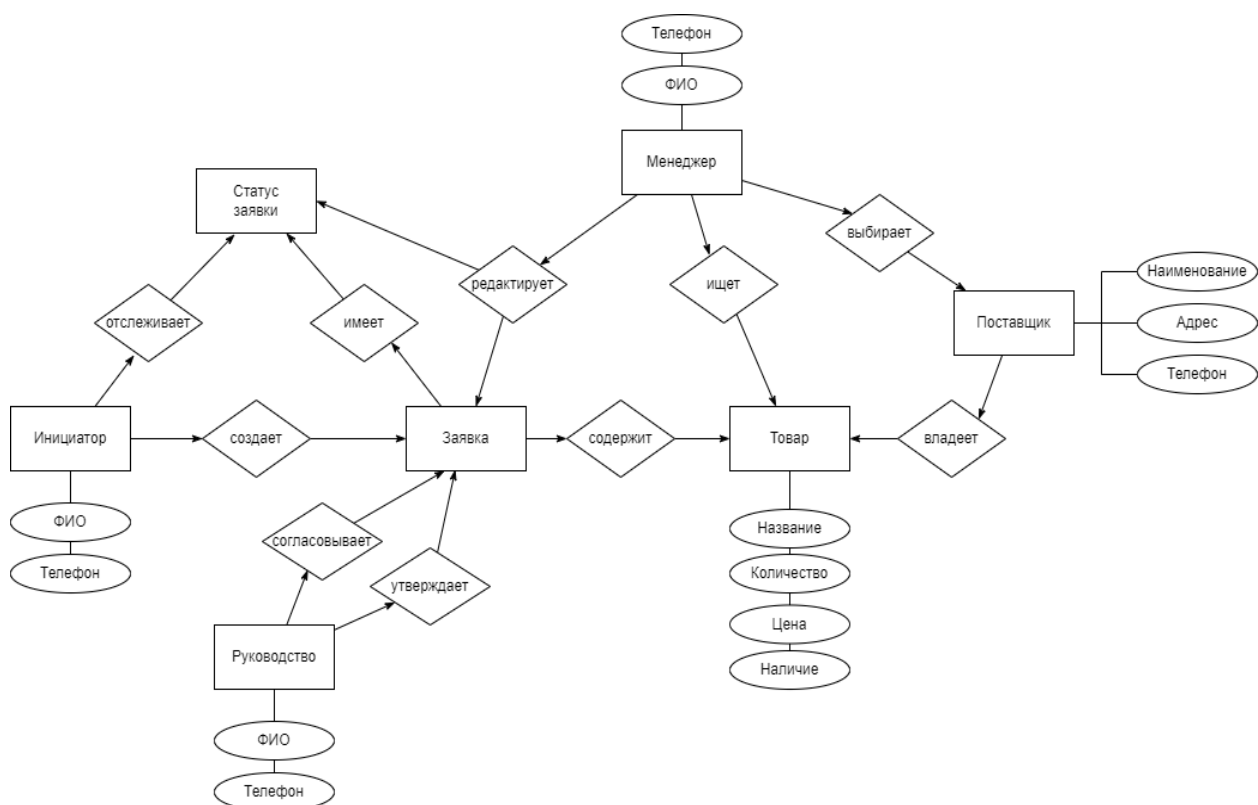 Телефон
ФИО
Менеджер
Статус
заявки
выбирает
редактирует
ищет
Наименование
отслеживает
имеет
Поставщик
Адрес
Телефон
Инициатор
создает
Заявка
содержит
Товар
владеет
ФИО
Название
согласовывает
Телефон
Количество
утверждает
Цена
Руководство
Наличие
ФИО
Телефон